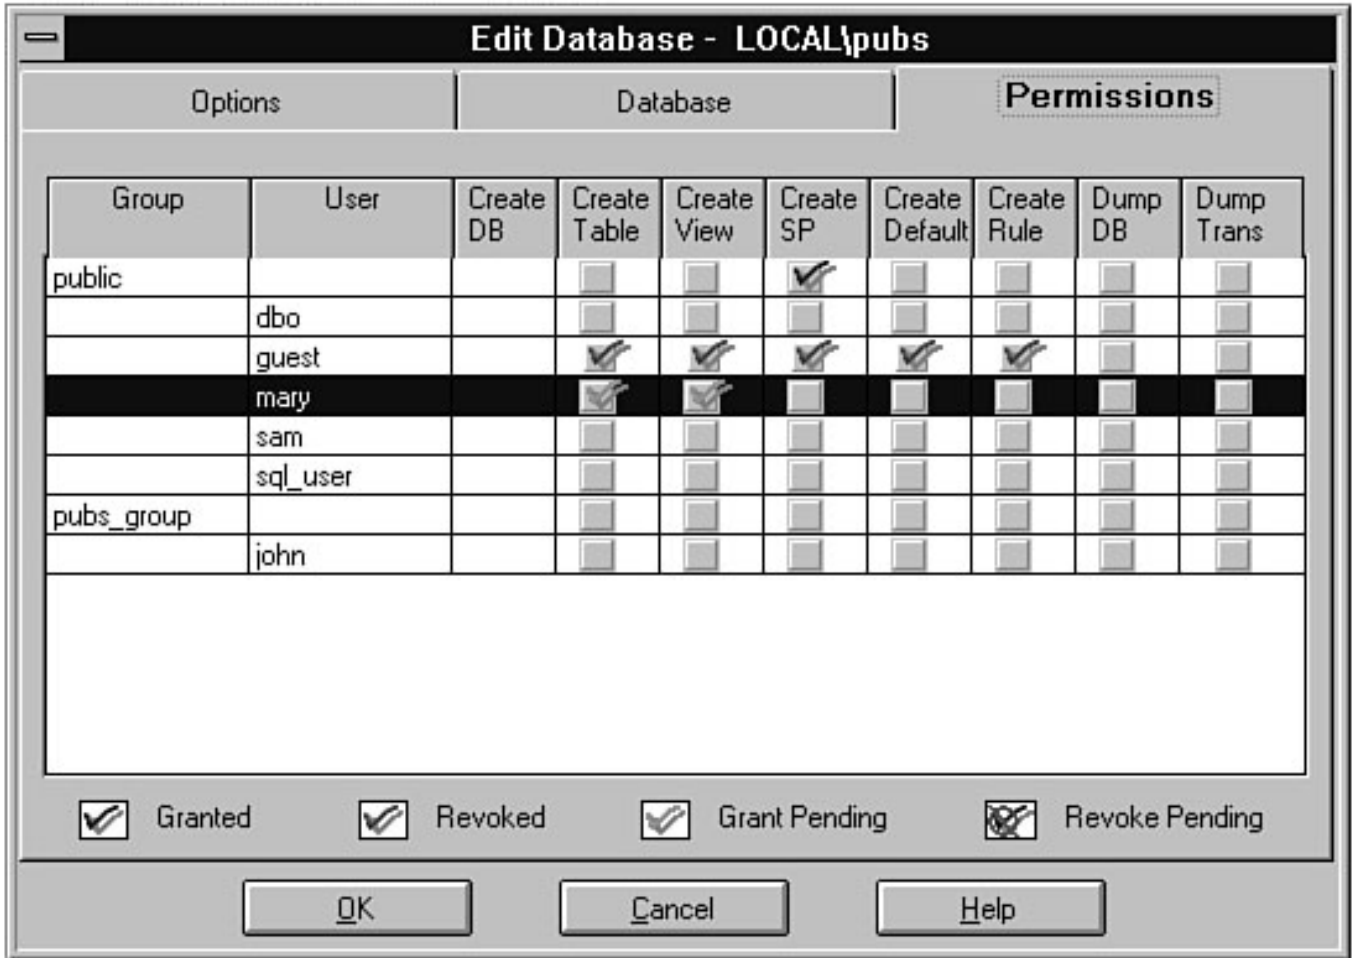 Edit Database - LOCAL\pubs
Options Database Permissions
Group User Create DB Create Table Create View Create SP Create Default Create Rule Dump DB Dump Trans
public
dbo
guest
mary
sam
sql_user
pubs_group
john
Granted Revoked Grant Pending Revoke Pending
OK Cancel Help